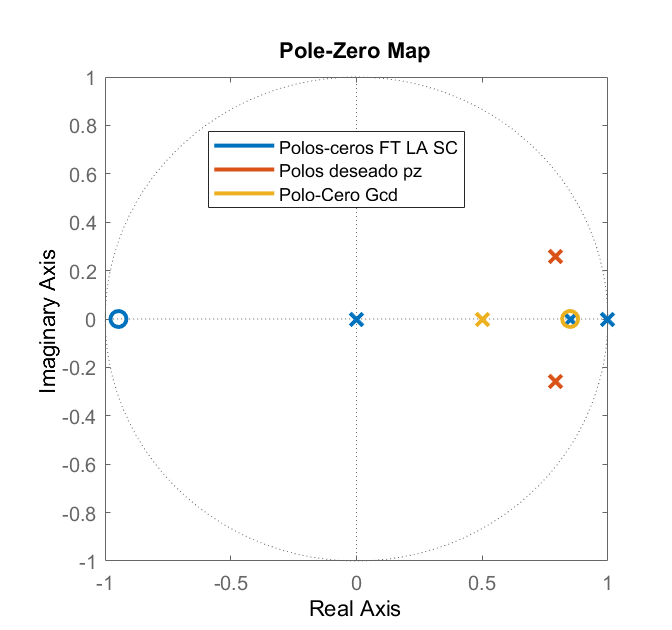 Pole-Zero Map
1
0.8
0.6
0.4
0.2
0
-0.2
-0.4
-0.6
-0.8
-1
Imaginary Axis
Polos-ceros FT LA SC
Polos deseado pz
Polo-Cero Gcd
-1 -0.5 0 0.5 1
Real Axis